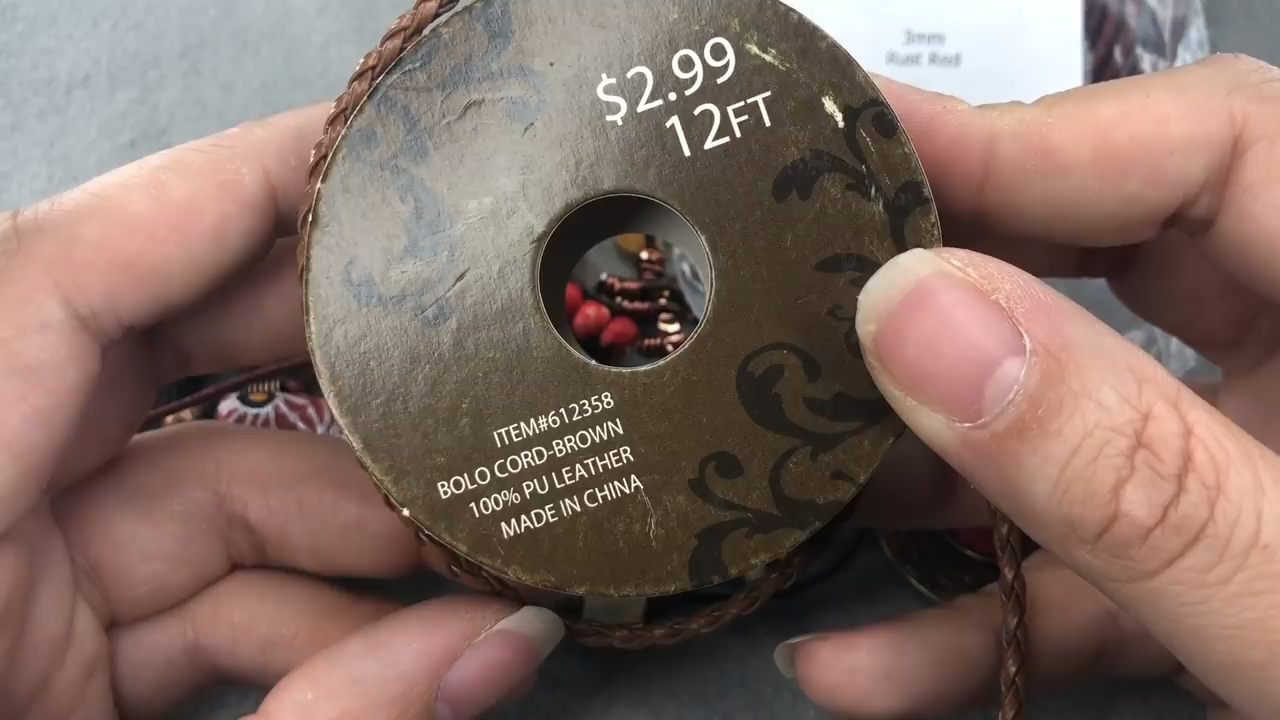 3mm
Rust Red
$2.99
12FT
ITEM#612358
BOLO CORD-BROWN
100% PU LEATHER
MADE IN CHINA